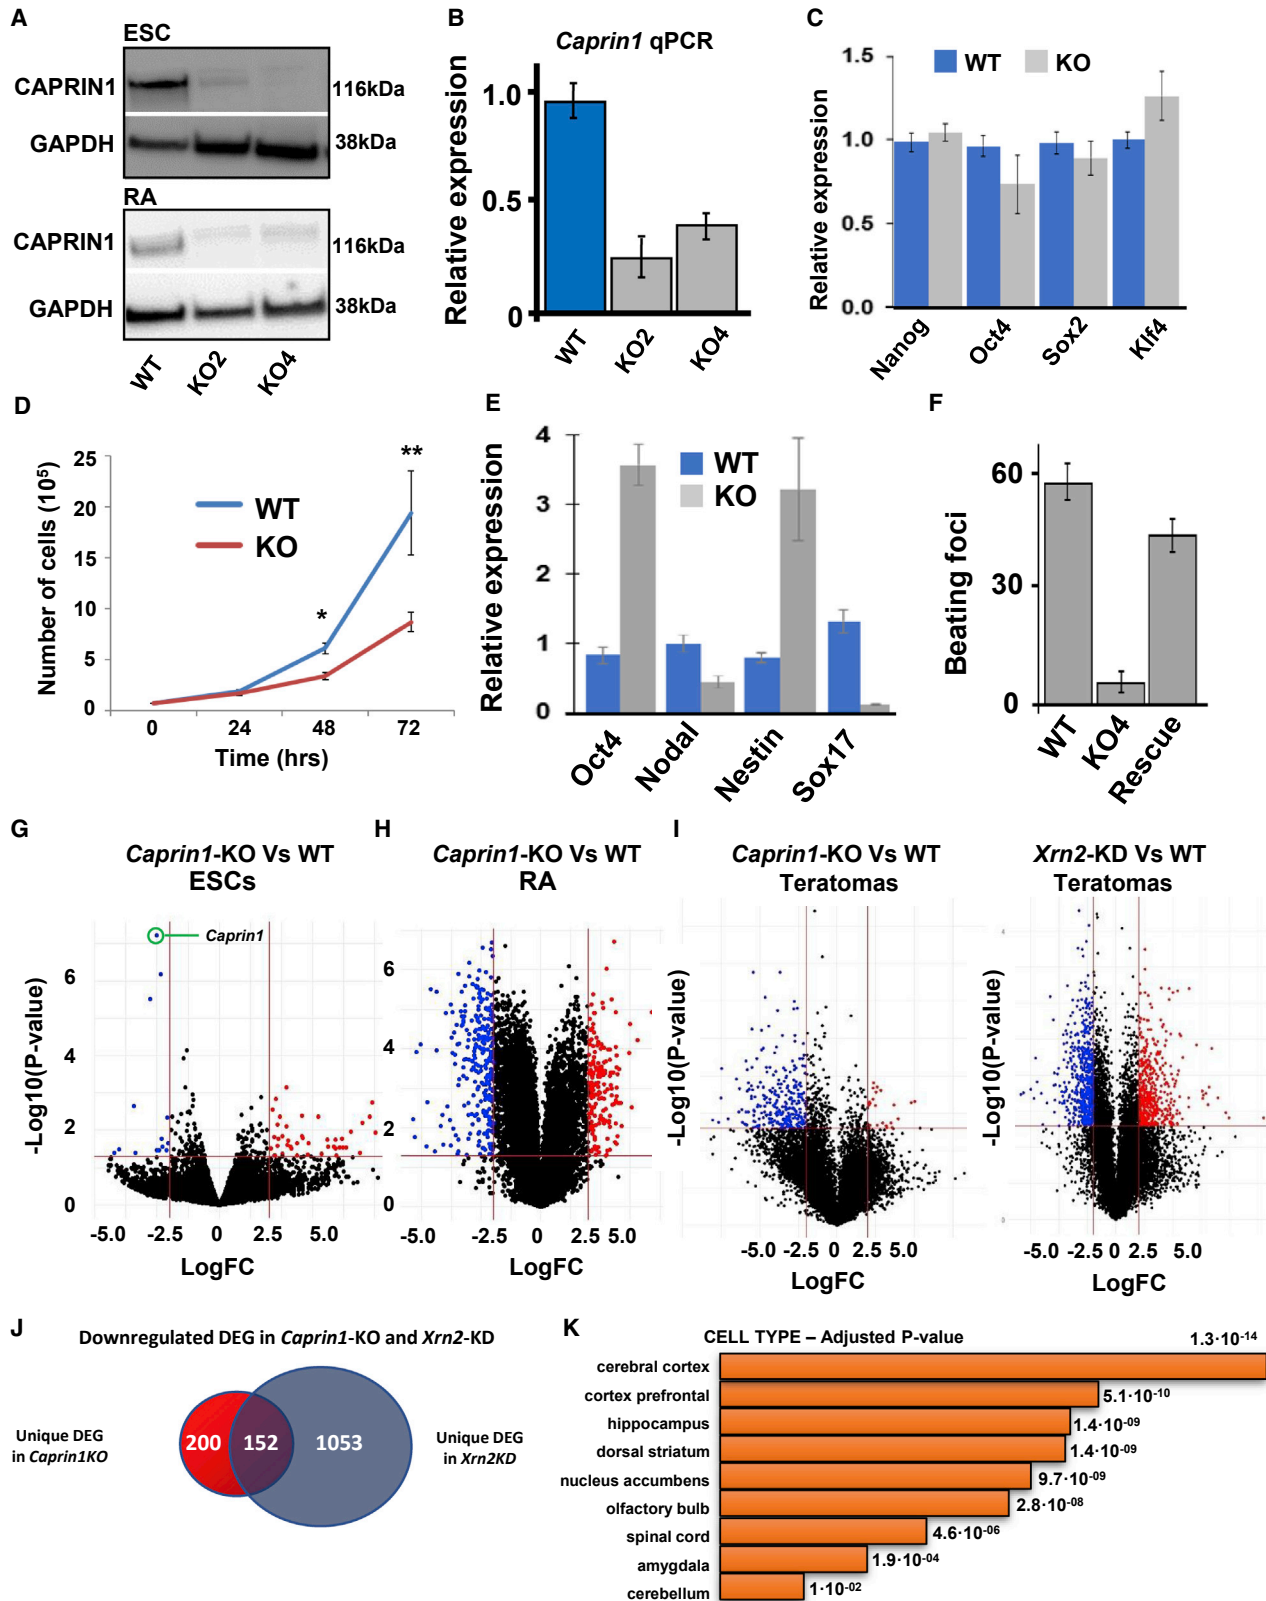 A
ESC
CAPRIN1
116kDa
GAPDH
38kDa
RA
CAPRIN1
116kDa
GAPDH
38kDa
WT
KO2
KO4
B
Caprin1 qPCR
Relative expression
1.0
0.5
0
WT
KO2
KO4
C
WT
KO
Relative expression
1.5
1.0
0.5
0.0
Nanog
Oct4
Sox2
Klf4
D
Number of cells (10⁵)
25
20
15
10
5
0
WT
KO
*
**
0
24
48
72
Time (hrs)
E
Relative expression
4
3
2
1
0
WT
KO
Oct4
Nodal
Nestin
Sox17
F
Beating foci
60
30
0
WT
KO4
Rescue
G
Caprin1-KO Vs WT
ESCs
Caprin1
-Log10(P-value)
6
4
2
0
-5.0
-2.5
0
2.5
5.0
LogFC
H
Caprin1-KO Vs WT
RA
6
4
2
0
-5.0
-2.5
0
2.5
5.0
LogFC
I
Caprin1-KO Vs WT
Teratomas
-Log10(P-value)
-5.0
-2.5
0
2.5
5.0
LogFC
Xrn2-KD Vs WT
Teratomas
-Log10(P-value)
-5.0
-2.5
0
2.5
5.0
LogFC
J
Downregulated DEG in Caprin1-KO and Xrn2-KD
Unique DEG
in Caprin1KO
200
152
1053
Unique DEG
in Xrn2KD
K
CELL TYPE – Adjusted P-value
cerebral cortex 1.3·10⁻¹⁴
cortex prefrontal 5.1·10⁻¹⁰
hippocampus 1.4·10⁻⁰⁹
dorsal striatum 1.4·10⁻⁰⁹
nucleus accumbens 9.7·10⁻⁰⁹
olfactory bulb 2.8·10⁻⁰⁸
spinal cord 4.6·10⁻⁰⁶
amygdala 1.9·10⁻⁰⁴
cerebellum 1·10⁻⁰²